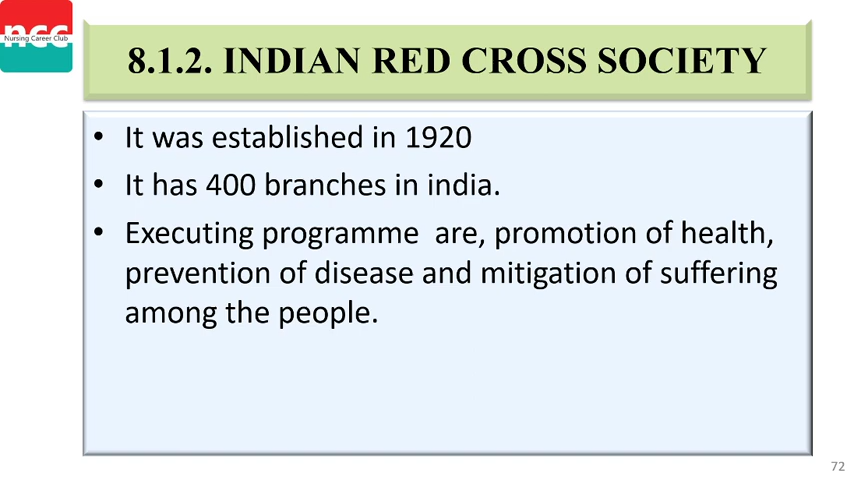 ncc
Nursing Career Club
8.1.2. INDIAN RED CROSS SOCIETY
• It was established in 1920
• It has 400 branches in india.
• Executing programme  are, promotion of health,
prevention of disease and mitigation of suffering
among the people.
72